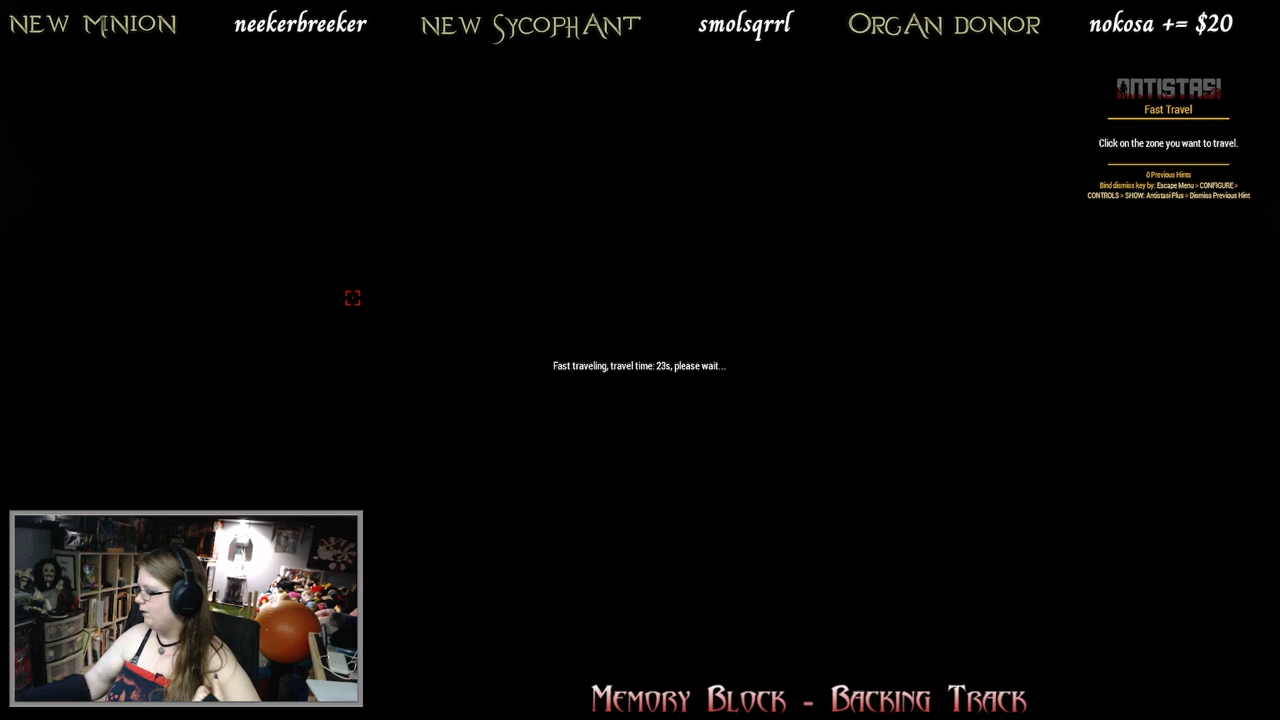 NEW MINION neekerbreeker NEW SYCOPHANT smolsqrrl ORGAN DONOR nokosa += $20
ANTISTASI
Fast Travel
Click on the zone you want to travel.
0 Previous Hints
Bind dismiss key by: Escape Menu > CONFIGURE >
CONTROLS > SHOW: Antistasi Plus > Dismiss Previous Hint
Fast traveling, travel time: 23s, please wait...
MEMORY BLOCK - BACKING TRACK